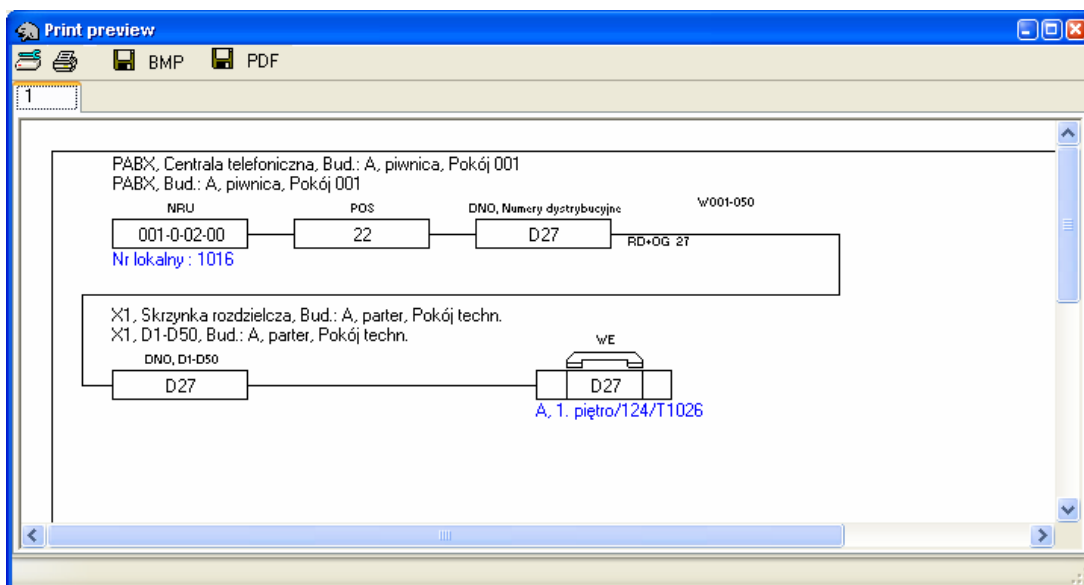 Print preview
BMP PDF
1
PABX, Centrala telefoniczna, Bud.: A, piwnica, Pokój 001
PABX, Bud.: A, piwnica, Pokój 001
NRU POS DNO, Numery dystrybucyjne W001-050
001-0-02-00 22 D27 RD+OG 27
Nr lokalny : 1016
X1, Skrzynka rozdzielcza, Bud.: A, parter, Pokój techn.
X1, D1-D50, Bud.: A, parter, Pokój techn.
WE
DNO, D1-D50
D27 D27
A, 1. piętro/124/T1026